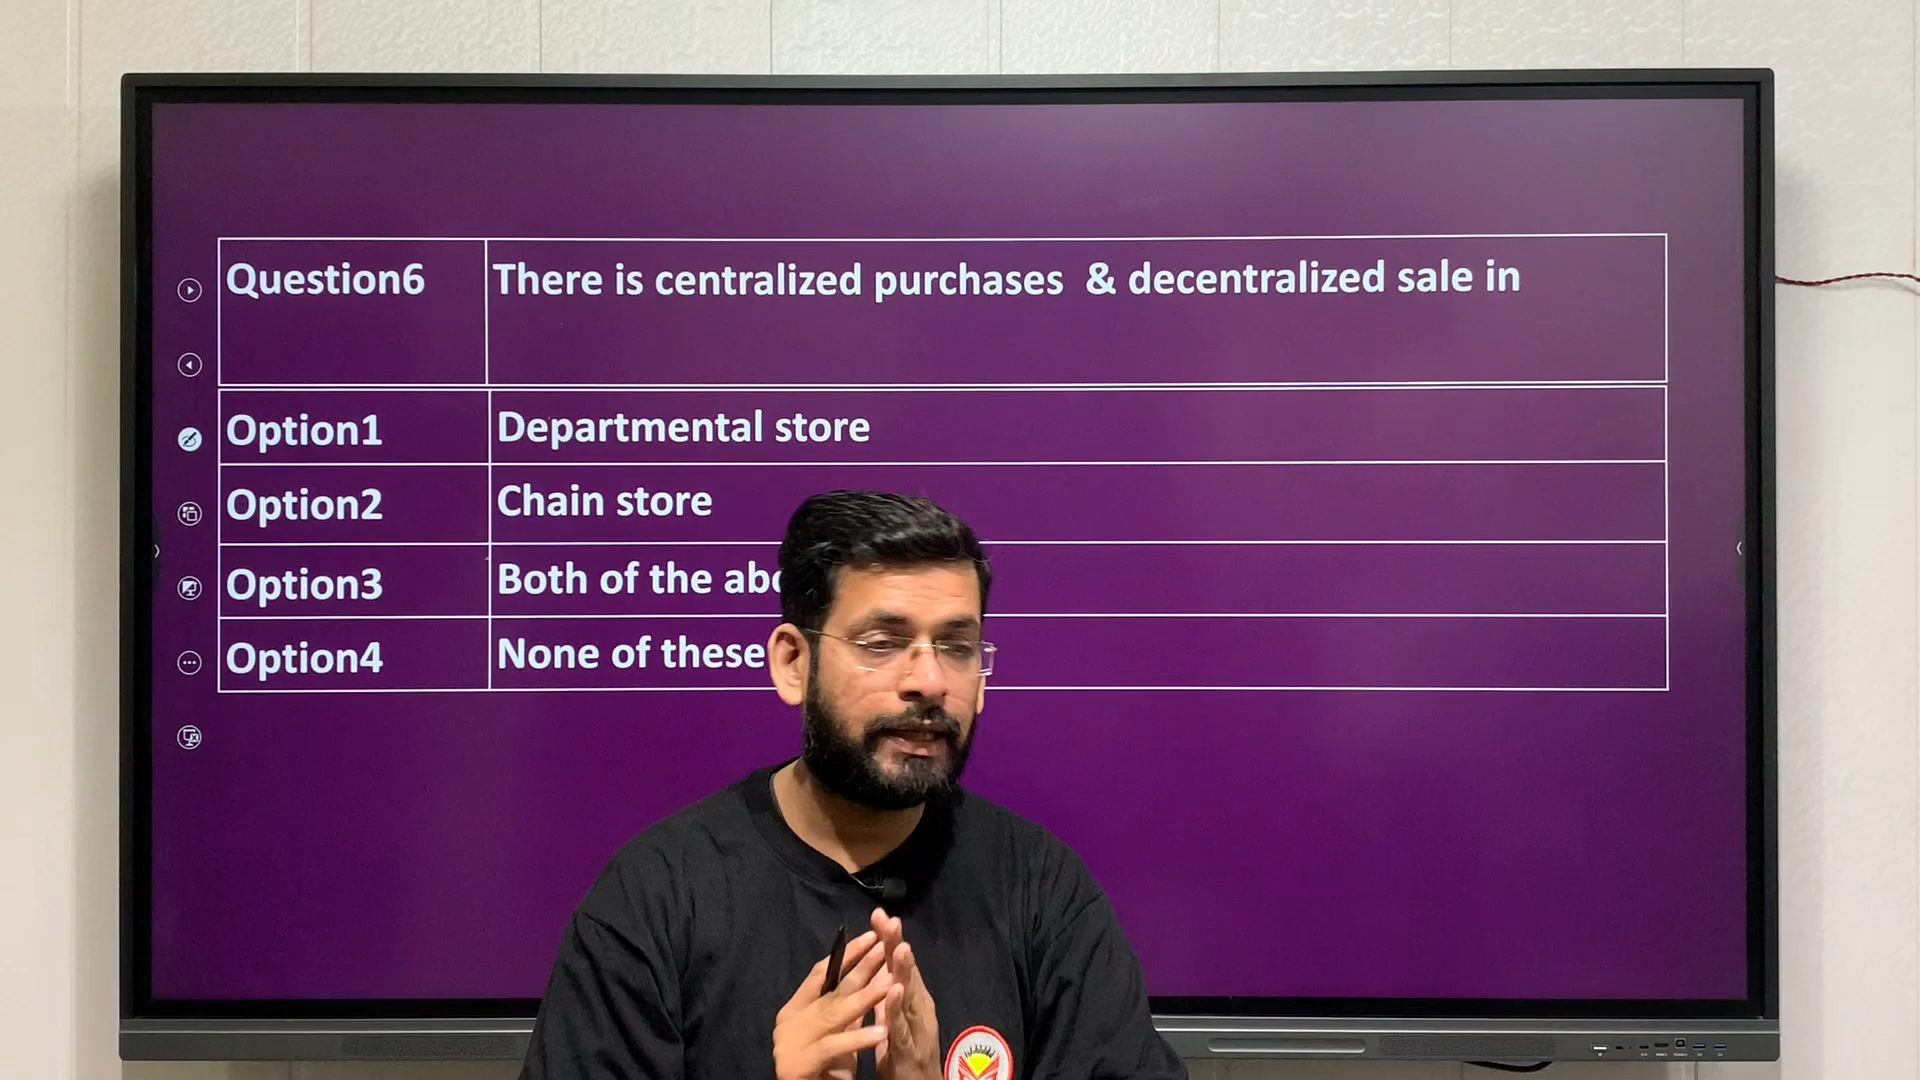 Question6 There is centralized purchases & decentralized sale in
Option1 Departmental store
Option2 Chain store
Option3 Both of the
Option4 None of these